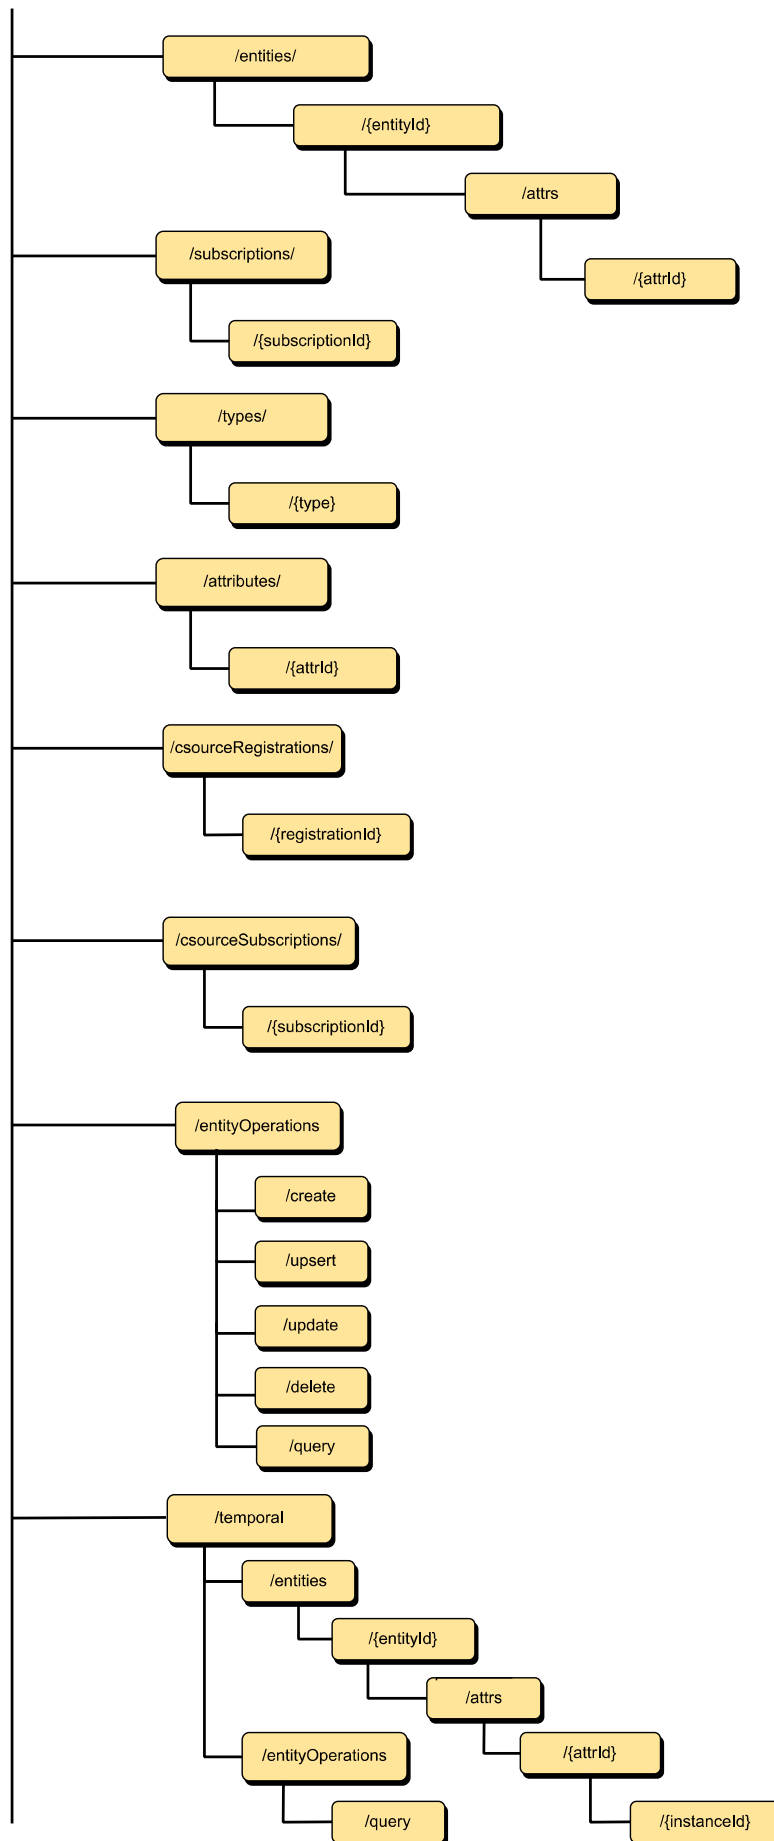 /entities/
/{entityId}
/attrs
/{attrId}
/subscriptions/
/{subscriptionId}
/types/
/{type}
/attributes/
/{attrId}
/csourceRegistrations/
/{registrationId}
/csourceSubscriptions/
/{subscriptionId}
/entityOperations
/create
/upsert
/update
/delete
/query
/temporal
/entities
/{entityId}
/attrs
/{attrId}
/{instanceId}
/entityOperations
/query